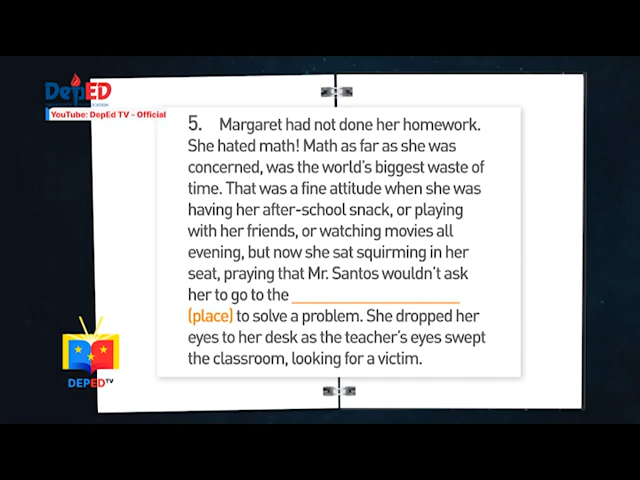 DepED
YouTube: DepEd TV - Official
5. Margaret had not done her homework.
She hated math! Math as far as she was
concerned, was the world's biggest waste of
time. That was a fine attitude when she was
having her after-school snack, or playing
with her friends, or watching movies all
evening, but now she sat squirming in her
seat, praying that Mr. Santos wouldn't ask
her to go to the ____________________
(place) to solve a problem. She dropped her
eyes to her desk as the teacher's eyes swept
the classroom, looking for a victim.
DEPED TV